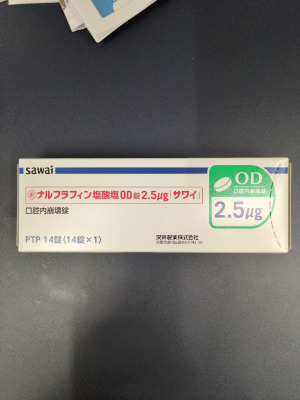 sawai
ナルフラフィン塩酸塩OD錠2.5μg「サワイ」
口腔内崩壊錠
PTP 14錠(14錠×1)
沢井製薬株式会社
OD
口腔内崩壊錠
2.5μg